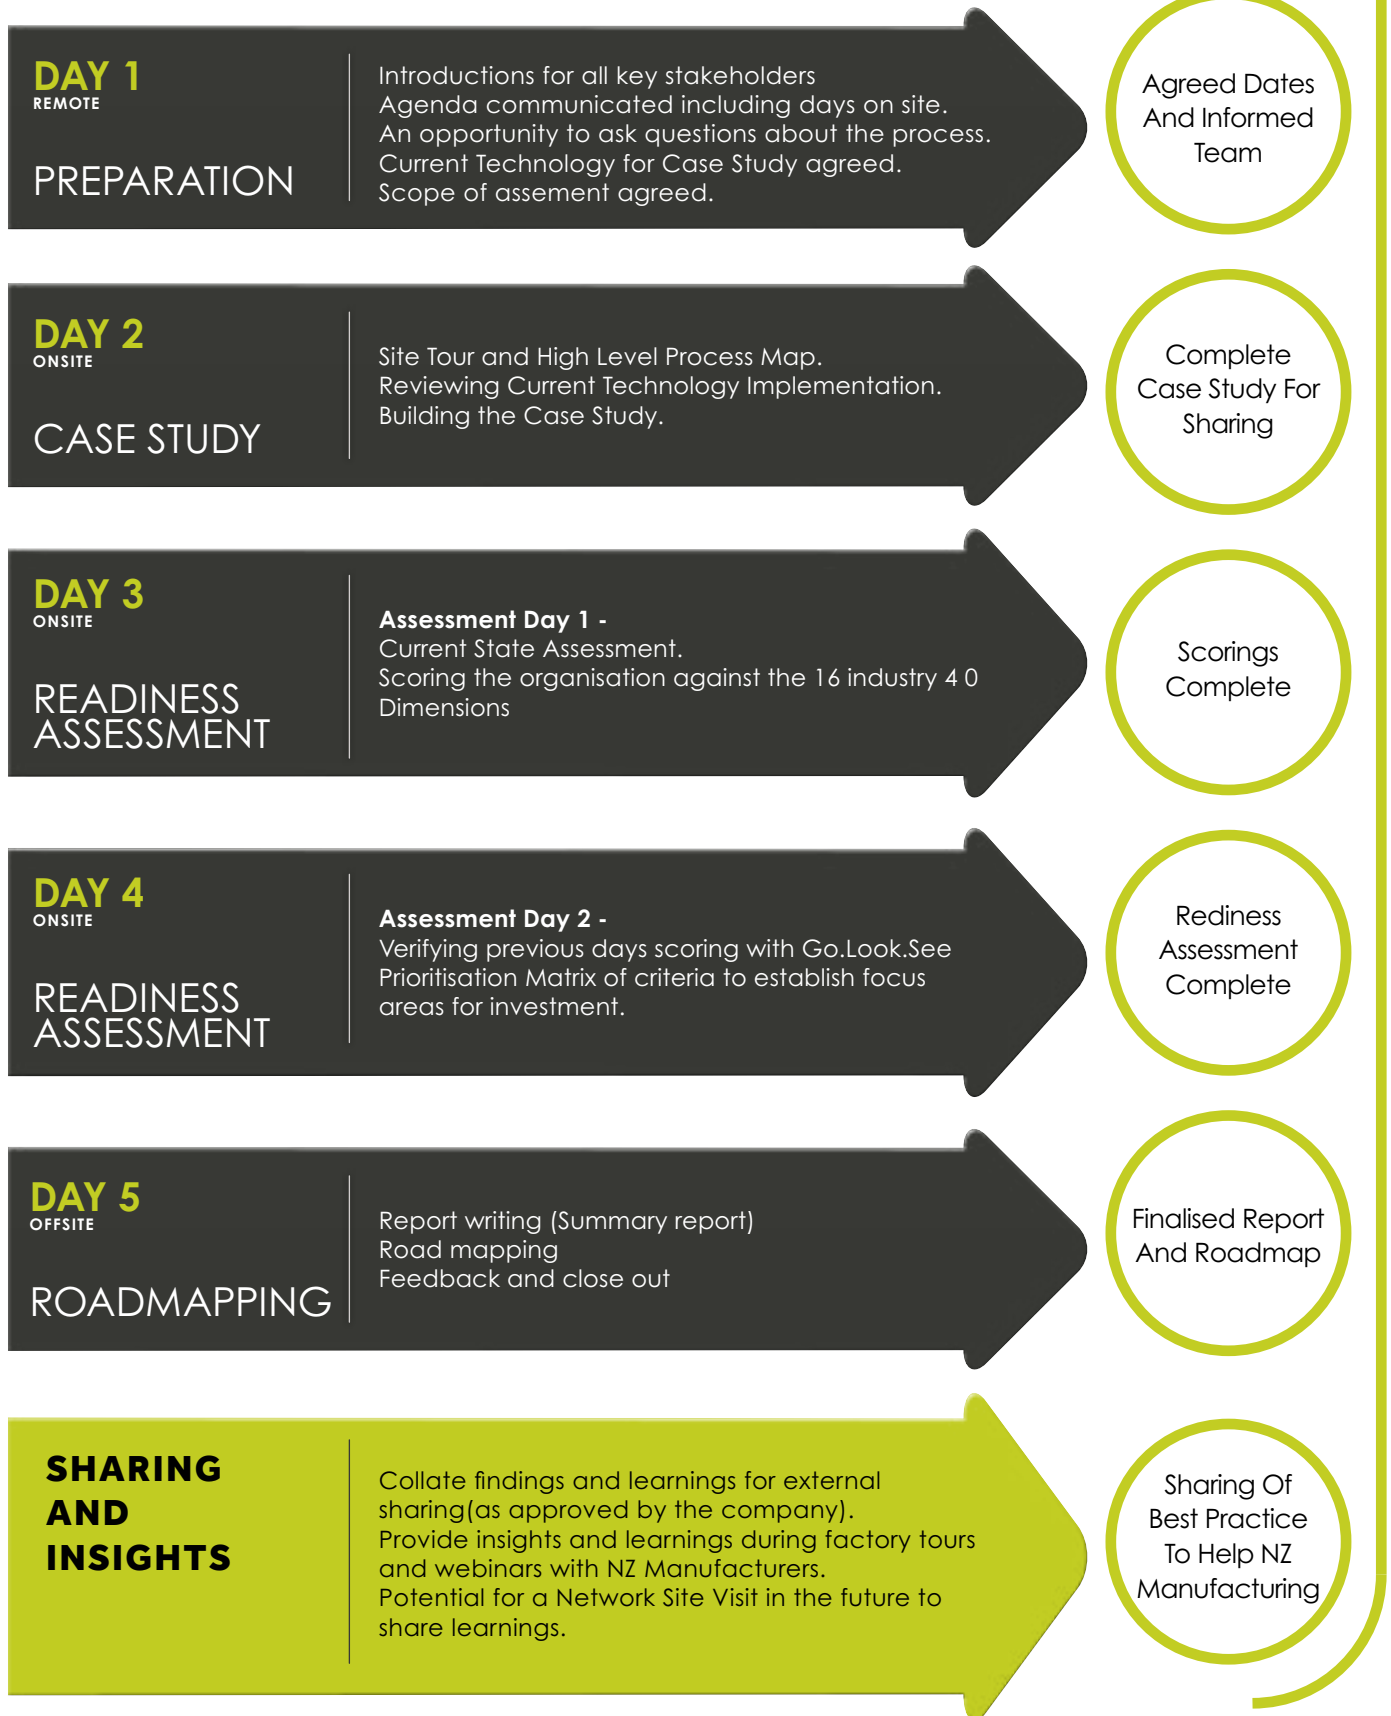 DAY 1
REMOTE
PREPARATION
Introductions for all key stakeholders
Agenda communicated including days on site.
An opportunity to ask questions about the process.
Current Technology for Case Study agreed.
Scope of assement agreed.
Agreed Dates
And Informed
Team
DAY 2
ONSITE
CASE STUDY
Site Tour and High Level Process Map.
Reviewing Current Technology Implementation.
Building the Case Study.
Complete
Case Study For
Sharing
DAY 3
ONSITE
READINESS
ASSESSMENT
Assessment Day 1 -
Current State Assessment.
Scoring the organisation against the 16 industry 4 0
Dimensions
Scorings
Complete
DAY 4
ONSITE
READINESS
ASSESSMENT
Assessment Day 2 -
Verifying previous days scoring with Go.Look.See
Prioritisation Matrix of criteria to establish focus
areas for investment.
Rediness
Assessment
Complete
DAY 5
OFFSITE
ROADMAPPING
Report writing (Summary report)
Road mapping
Feedback and close out
Finalised Report
And Roadmap
SHARING
AND
INSIGHTS
Collate findings and learnings for external
sharing(as approved by the company).
Provide insights and learnings during factory tours
and webinars with NZ Manufacturers.
Potential for a Network Site Visit in the future to
share learnings.
Sharing Of
Best Practice
To Help NZ
Manufacturing